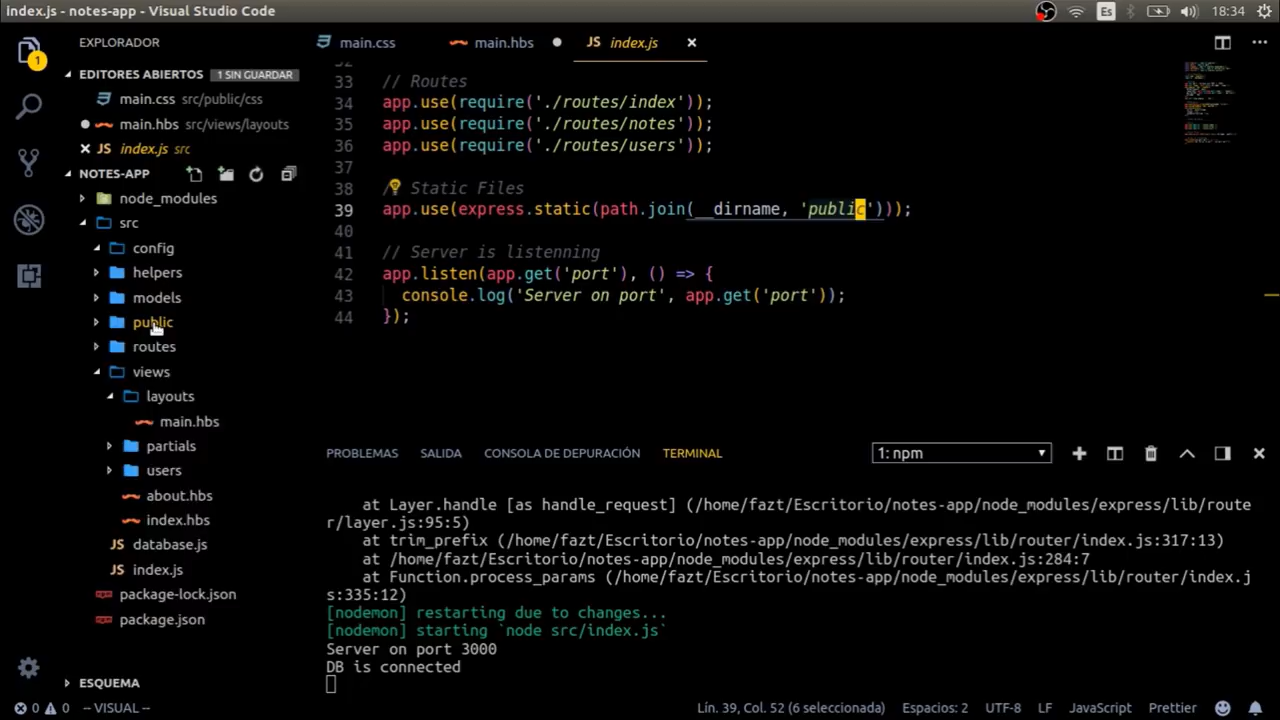 index.js - notes-app - Visual Studio Code
Es
18:34
EXPLORADOR
1
EDITORES ABIERTOS 1 SIN GUARDAR
main.css src/public/css
main.hbs src/views/layouts
index.js src
NOTES-APP
node_modules
src
config
helpers
models
public
routes
views
layouts
main.hbs
partials
users
about.hbs
index.hbs
database.js
index.js
package-lock.json
package.json
ESQUEMA
main.css
main.hbs
JS index.js
33 // Routes
34 app.use(require('./routes/index'));
35 app.use(require('./routes/notes'));
36 app.use(require('./routes/users'));
37
38 / Static Files
39 app.use(express.static(path.join(__dirname, 'public')));
40
41 // Server is listenning
42 app.listen(app.get('port'), () => {
43 console.log('Server on port', app.get('port'));
44 });
PROBLEMAS SALIDA CONSOLA DE DEPURACIÓN TERMINAL 1: npm
at Layer.handle [as handle_request] (/home/fazt/Escritorio/notes-app/node_modules/express/lib/route
r/layer.js:95:5)
at trim_prefix (/home/fazt/Escritorio/notes-app/node_modules/express/lib/router/index.js:317:13)
at /home/fazt/Escritorio/notes-app/node_modules/express/lib/router/index.js:284:7
at Function.process_params (/home/fazt/Escritorio/notes-app/node_modules/express/lib/router/index.j
s:335:12)
[nodemon] restarting due to changes...
[nodemon] starting `node src/index.js`
Server on port 3000
DB is connected
0 0 -- VISUAL -- Lín. 39, Col. 52 (6 seleccionada) Espacios: 2 UTF-8 LF JavaScript Prettier